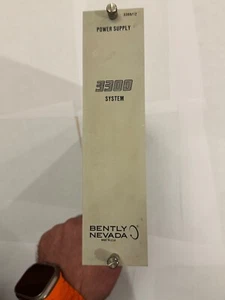 POWER SUPPLY
3300
SYSTEM
BENTLY
NEVADA